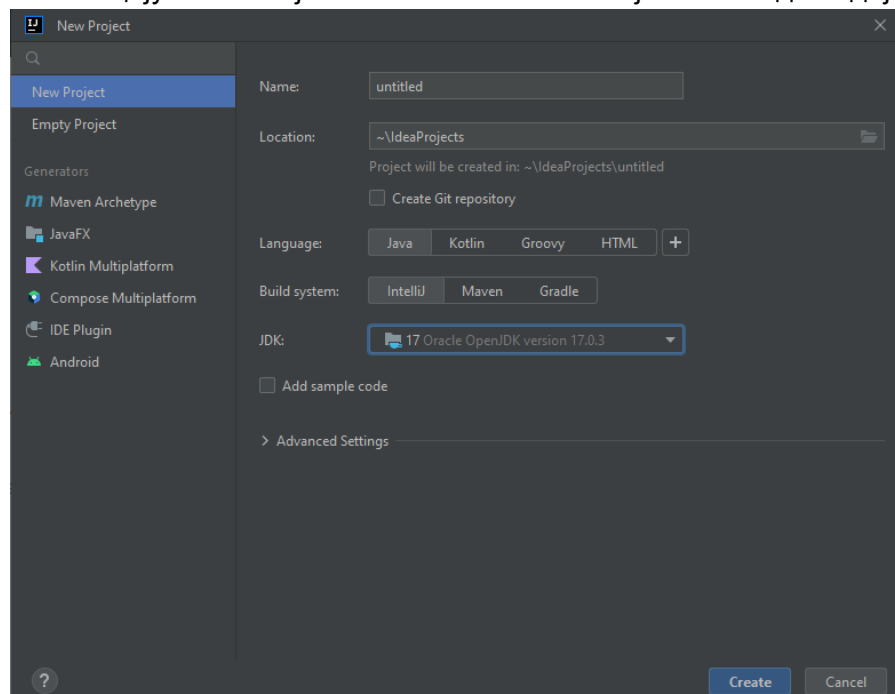 New Project
New Project
Empty Project
Generators
Maven Archetype
JavaFX
Kotlin Multiplatform
Compose Multiplatform
IDE Plugin
Android
Name: untitled
Location: ~\IdeaProjects
Project will be created in: ~\IdeaProjects\untitled
Create Git repository
Language: Java Kotlin Groovy HTML +
Build system: IntelliJ Maven Gradle
JDK: 17 Oracle OpenJDK version 17.0.3
Add sample code
> Advanced Settings
? Create Cancel